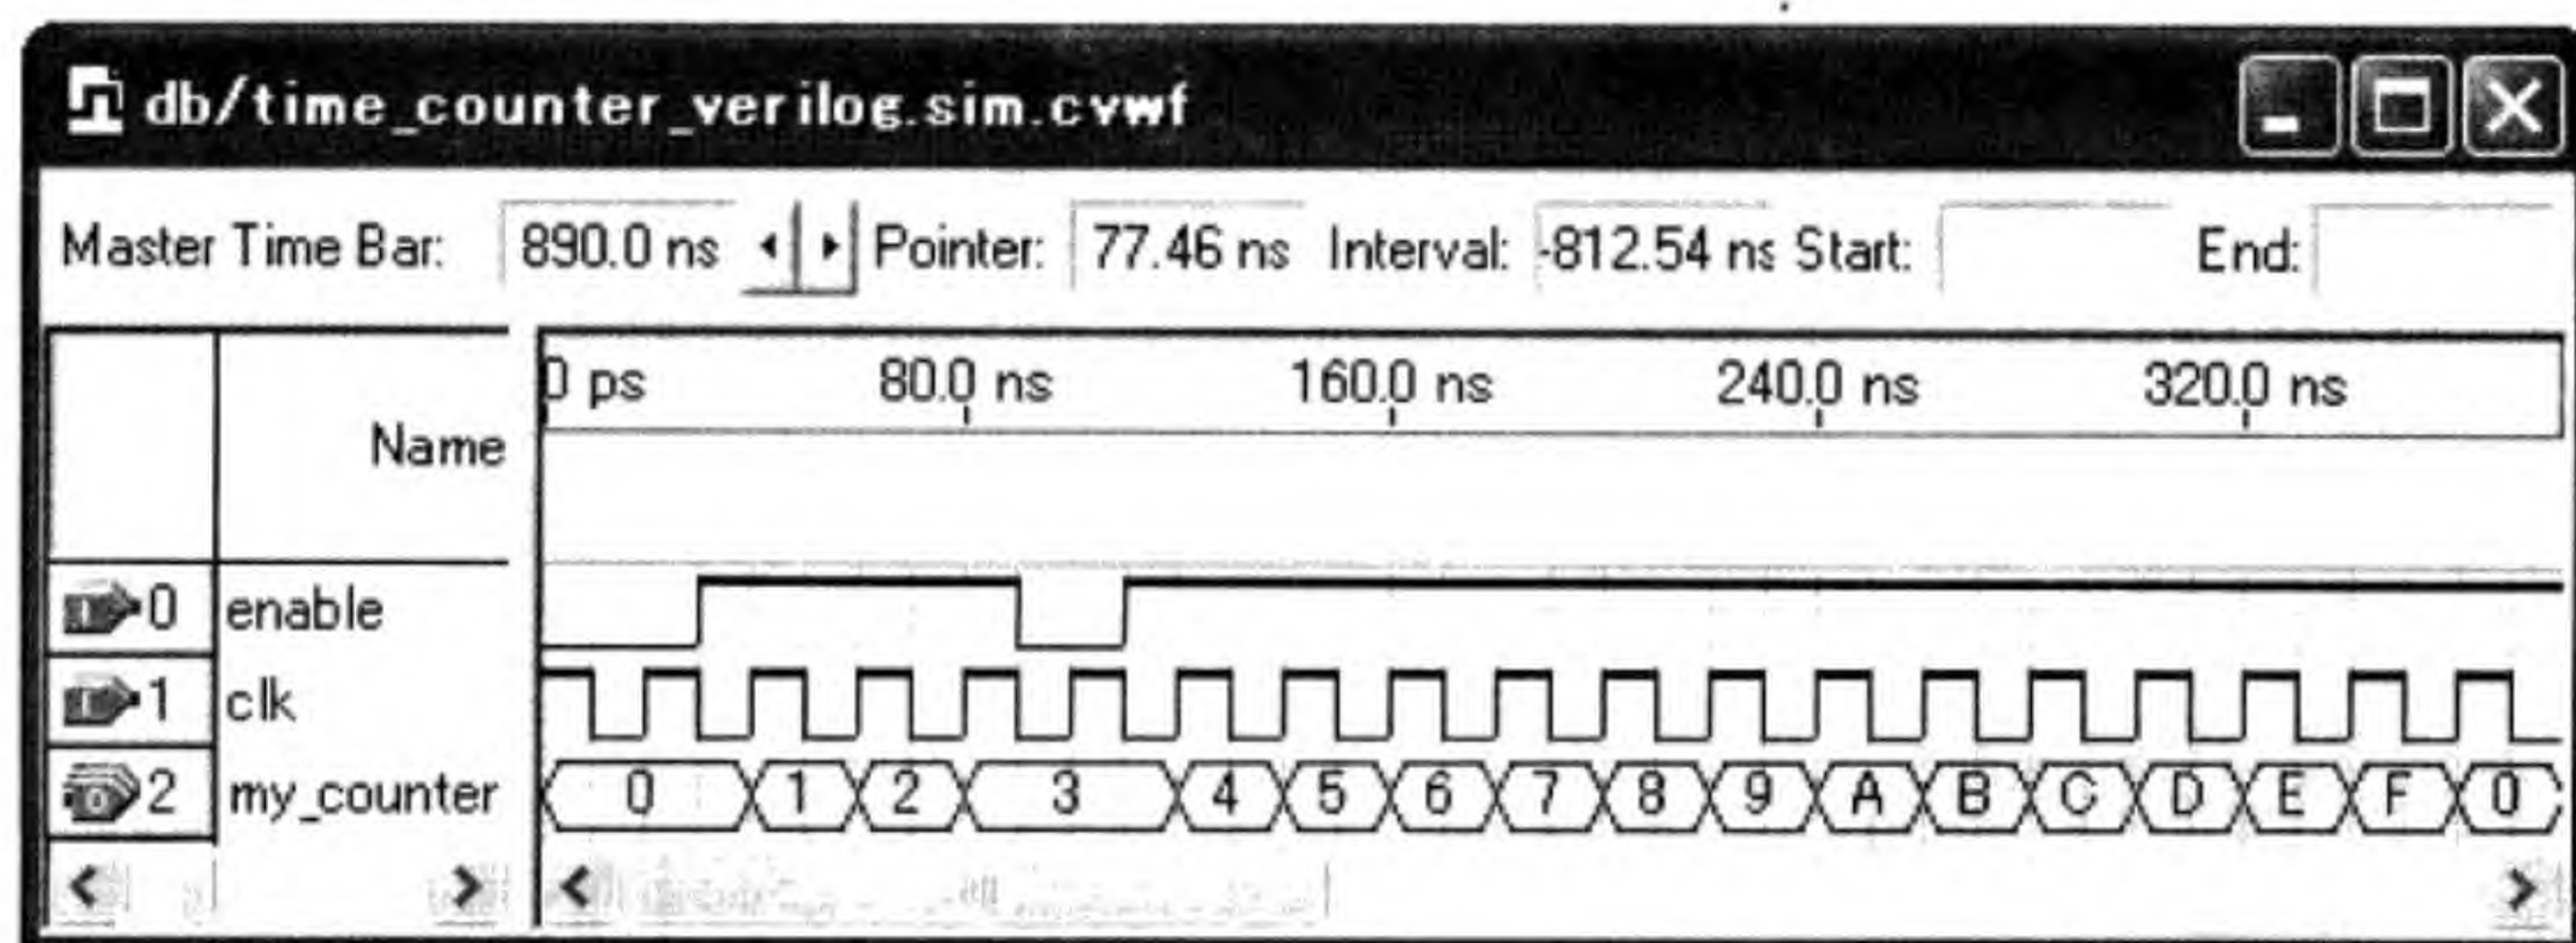 db/time_counter_verilog.sim.cvwf
Master Time Bar: 890.0 ns Pointer: 77.46 ns Interval: -812.54 ns Start: End:
0 ps 80.0 ns 160.0 ns 240.0 ns 320.0 ns
Name
0 enable
1 clk
2 my_counter 0 1 2 3 4 5 6 7 8 9 A B C D E F 0